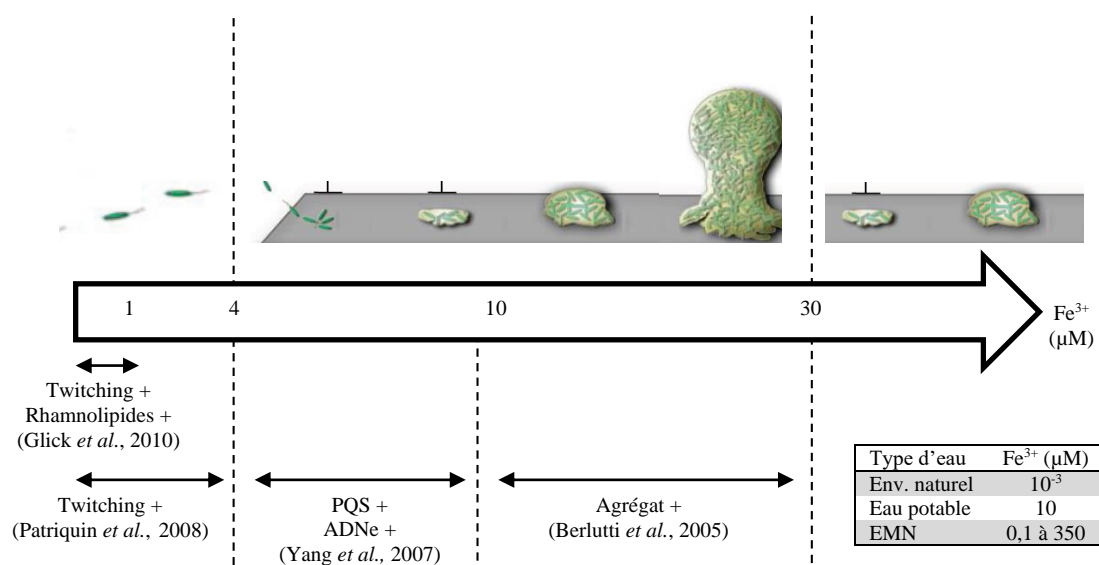 1
4
10
30
Fe³⁺
(µM)
Twitching +
Rhamnolipides +
(Glick et al., 2010)
Twitching +
(Patriquin et al., 2008)
PQS +
ADNe +
(Yang et al., 2007)
Agrégat +
(Berlutti et al., 2005)
Type d'eau Fe³⁺ (µM)
Env. naturel 10⁻³
Eau potable 10
EMN 0,1 à 350